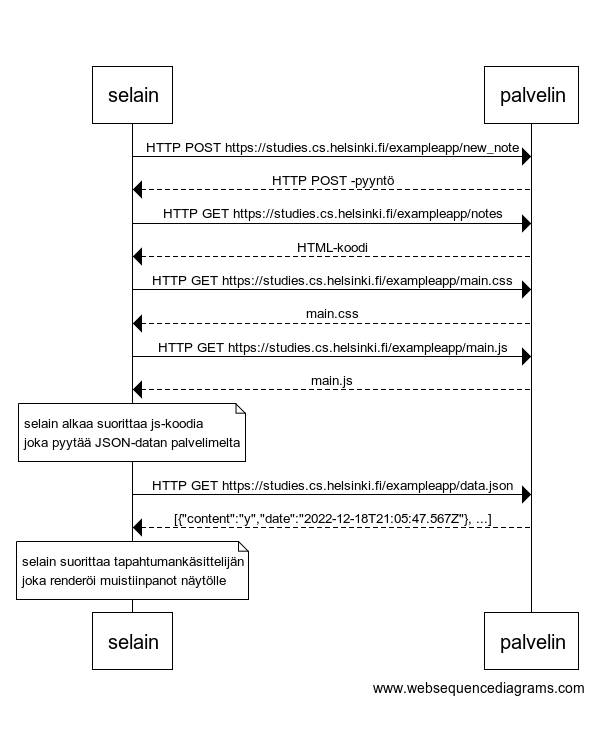 selain
palvelin
HTTP POST https://studies.cs.helsinki.fi/exampleapp/new_note
HTTP POST -pyyntö
HTTP GET https://studies.cs.helsinki.fi/exampleapp/notes
HTML-koodi
HTTP GET https://studies.cs.helsinki.fi/exampleapp/main.css
main.css
HTTP GET https://studies.cs.helsinki.fi/exampleapp/main.js
main.js
selain alkaa suorittaa js-koodia
joka pyytää JSON-datan palvelimelta
HTTP GET https://studies.cs.helsinki.fi/exampleapp/data.json
[{"content":"y","date":"2022-12-18T21:05:47.567Z"}, ...]
selain suorittaa tapahtumankäsittelijän
joka renderöi muistiinpanot näytölle
selain
palvelin
www.websequencediagrams.com